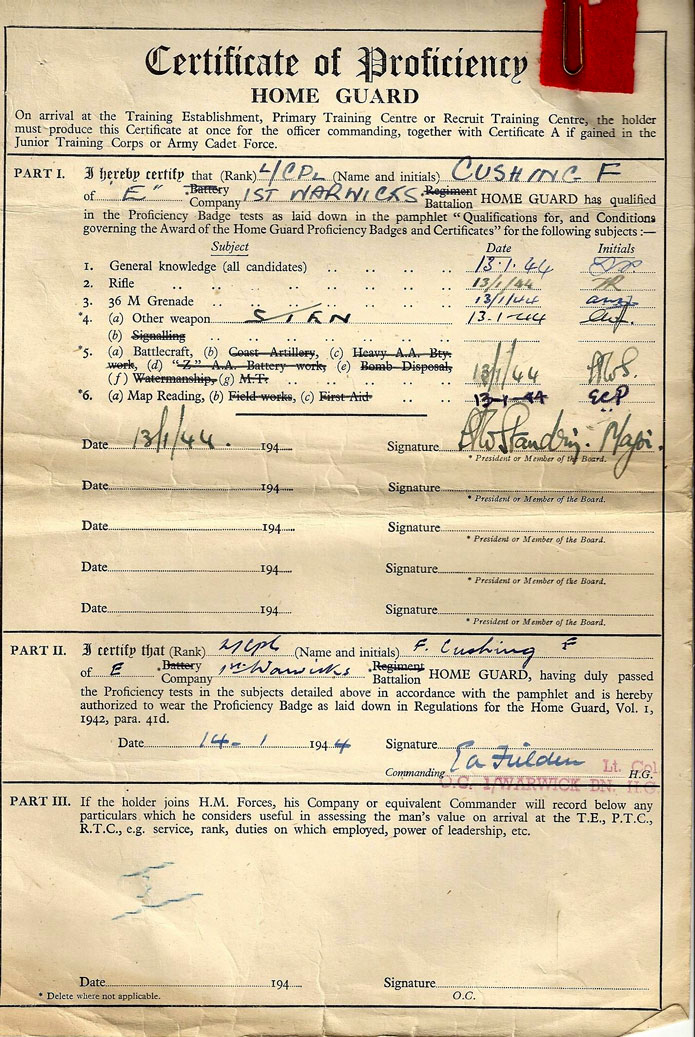 Certificate of Proficiency
HOME GUARD
On arrival at the Training Establishment, Primary Training Centre or Recruit Training Centre, the holder
must produce this Certificate at once for the officer commanding, together with Certificate A if gained in the
Junior Training Corps or Army Cadet Force.
PART I. I hereby certify that (Rank) L/CPL (Name and initials) CUSHING F
of "E" Battery Company 1ST WARWICKS Regiment Battalion HOME GUARD has qualified
in the Proficiency Badge tests as laid down in the pamphlet "Qualifications for, and Conditions
governing the Award of the Home Guard Proficiency Badges and Certificates" for the following subjects :—
Subject Date Initials
1. General knowledge (all candidates) 13.1.44
2. Rifle 13/1/44
3. 36 M Grenade 13/1/44
*4. (a) Other weapon STEN 13-1-44
(b) Signalling
*5. (a) Battlecraft, (b) Coast Artillery, (c) Heavy A.A. Bty.
work, (d) "Z" A.A. Battery work, (e) Bomb Disposal,
(f) Watermanship, (g) M.T. 13/1/44
*6. (a) Map Reading, (b) Field works, (c) First Aid 13-1-44 ECP
Date 13/1/44. 194 Signature Major.
* President or Member of the Board.
Date 194 Signature
* President or Member of the Board.
Date 194 Signature
* President or Member of the Board.
Date 194 Signature
* President or Member of the Board.
Date 194 Signature
* President or Member of the Board.
PART II. I certify that (Rank) L/Cpl (Name and initials) F. Cushing F
of E *Battery Company 1st Warwicks *Regiment Battalion HOME GUARD, having duly passed
the Proficiency tests in the subjects detailed above in accordance with the pamphlet and is hereby
authorized to wear the Proficiency Badge as laid down in Regulations for the Home Guard, Vol. 1,
1942, para. 41d.
Date 14-1 1944 Signature
Lt. Col
Commanding O.C. 1/WARWICK BN. H.G. H.G.
PART III. If the holder joins H.M. Forces, his Company or equivalent Commander will record below any
particulars which he considers useful in assessing the man's value on arrival at the T.E., P.T.C.,
R.T.C., e.g. service, rank, duties on which employed, power of leadership, etc.
Date 194 Signature
* Delete where not applicable. O.C.